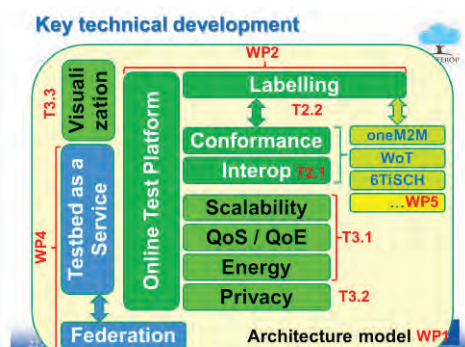 Key technical development
WP2
T3.3
Visuali
zation
Online Test Platform
Labelling
T2.2
Conformance
Interop T2.1
oneM2M
WoT
6TiSCH
...WP5
WP4
Testbed as a
Service
Scalability
QoS / QoE
Energy
T3.1
Privacy
T3.2
Federation
Architecture model WP1